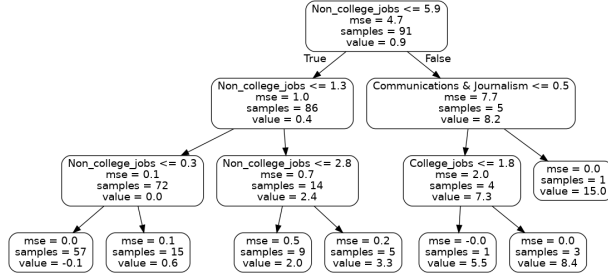 Non_college_jobs <= 5.9
mse = 4.7
samples = 91
value = 0.9
True
False
Non_college_jobs <= 1.3
mse = 1.0
samples = 86
value = 0.4
Communications & Journalism <= 0.5
mse = 7.7
samples = 5
value = 8.2
Non_college_jobs <= 0.3
mse = 0.1
samples = 72
value = 0.0
Non_college_jobs <= 2.8
mse = 0.7
samples = 14
value = 2.4
College_jobs <= 1.8
mse = 2.0
samples = 4
value = 7.3
mse = 0.0
samples = 1
value = 15.0
mse = 0.0
samples = 57
value = -0.1
mse = 0.1
samples = 15
value = 0.6
mse = 0.5
samples = 9
value = 2.0
mse = 0.2
samples = 5
value = 3.3
mse = -0.0
samples = 1
value = 5.5
mse = 0.0
samples = 3
value = 8.4